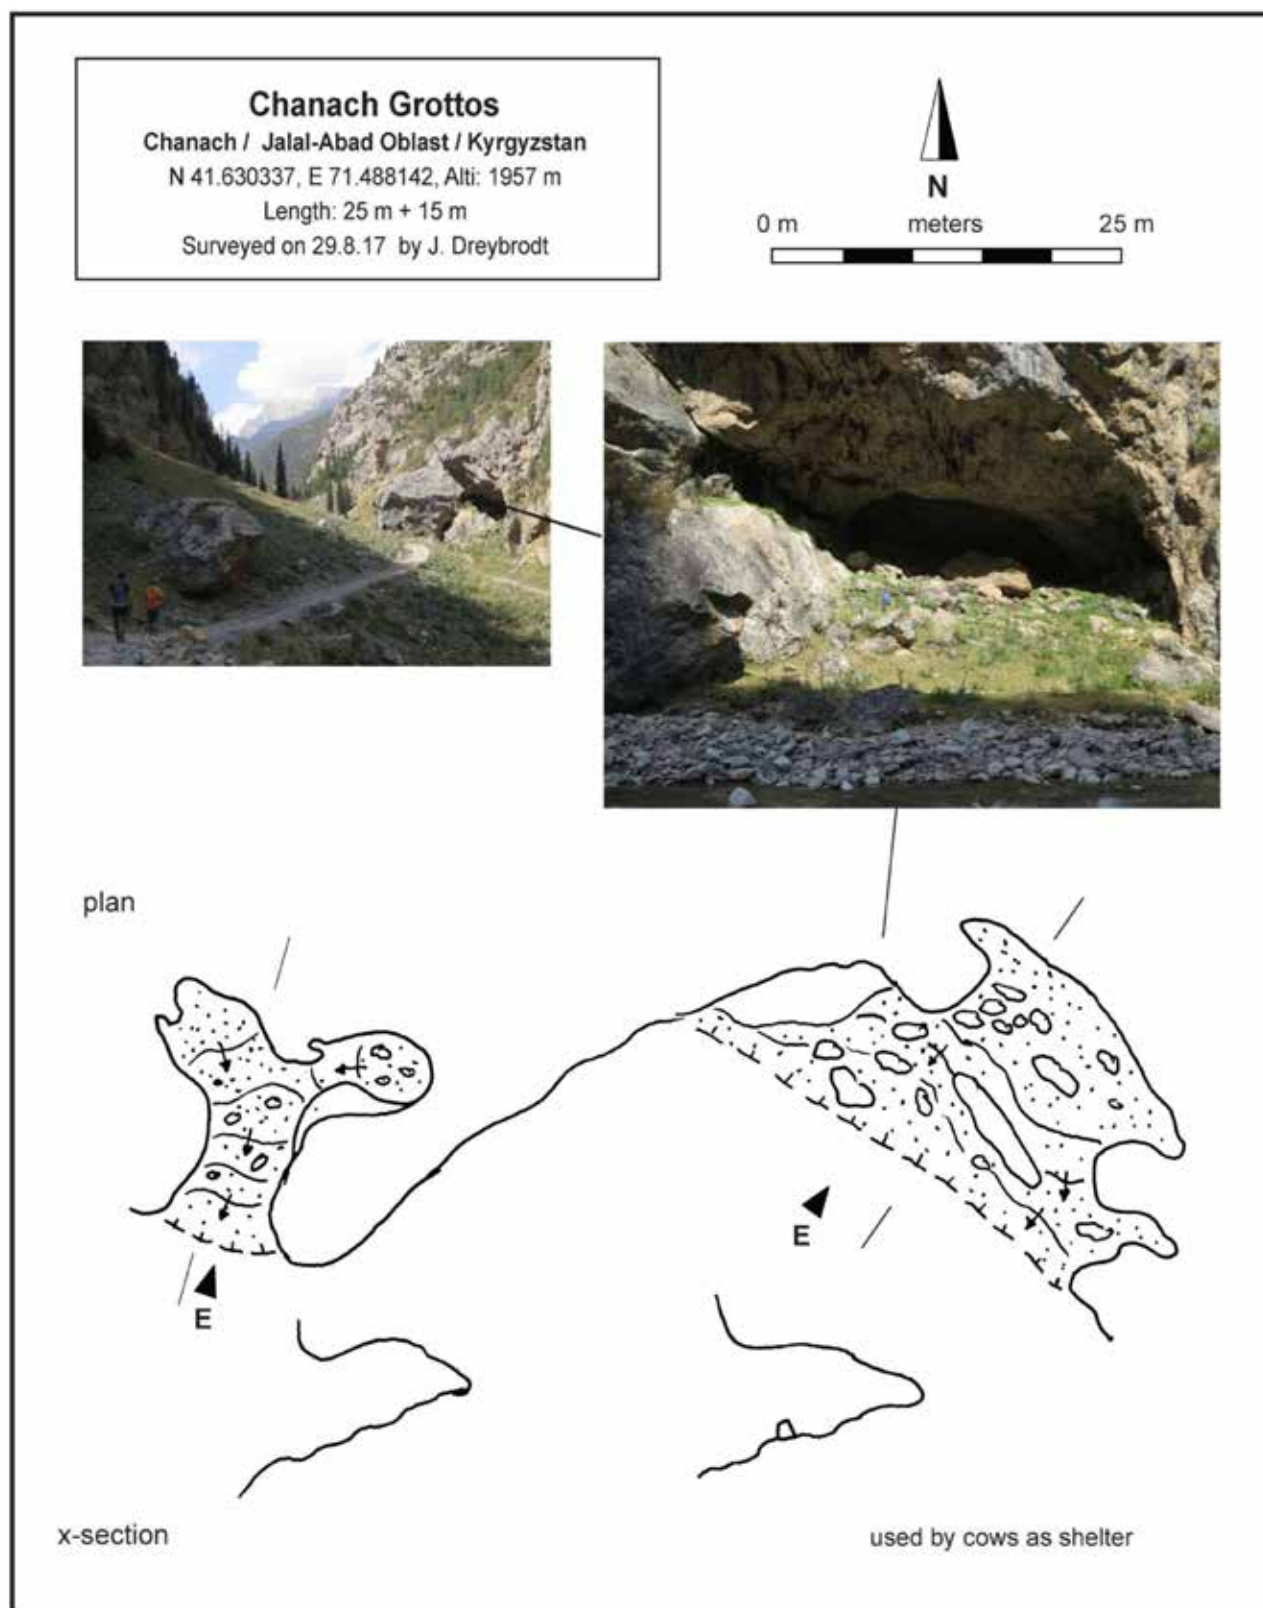 Chanach Grottos
Chanach / Jalal-Abad Oblast / Kyrgyzstan
N 41.630337, E 71.488142, Alti: 1957 m
Length: 25 m + 15 m
Surveyed on 29.8.17 by J. Dreybrodt
N
0 m meters 25 m
plan
E
E
x-section
used by cows as shelter